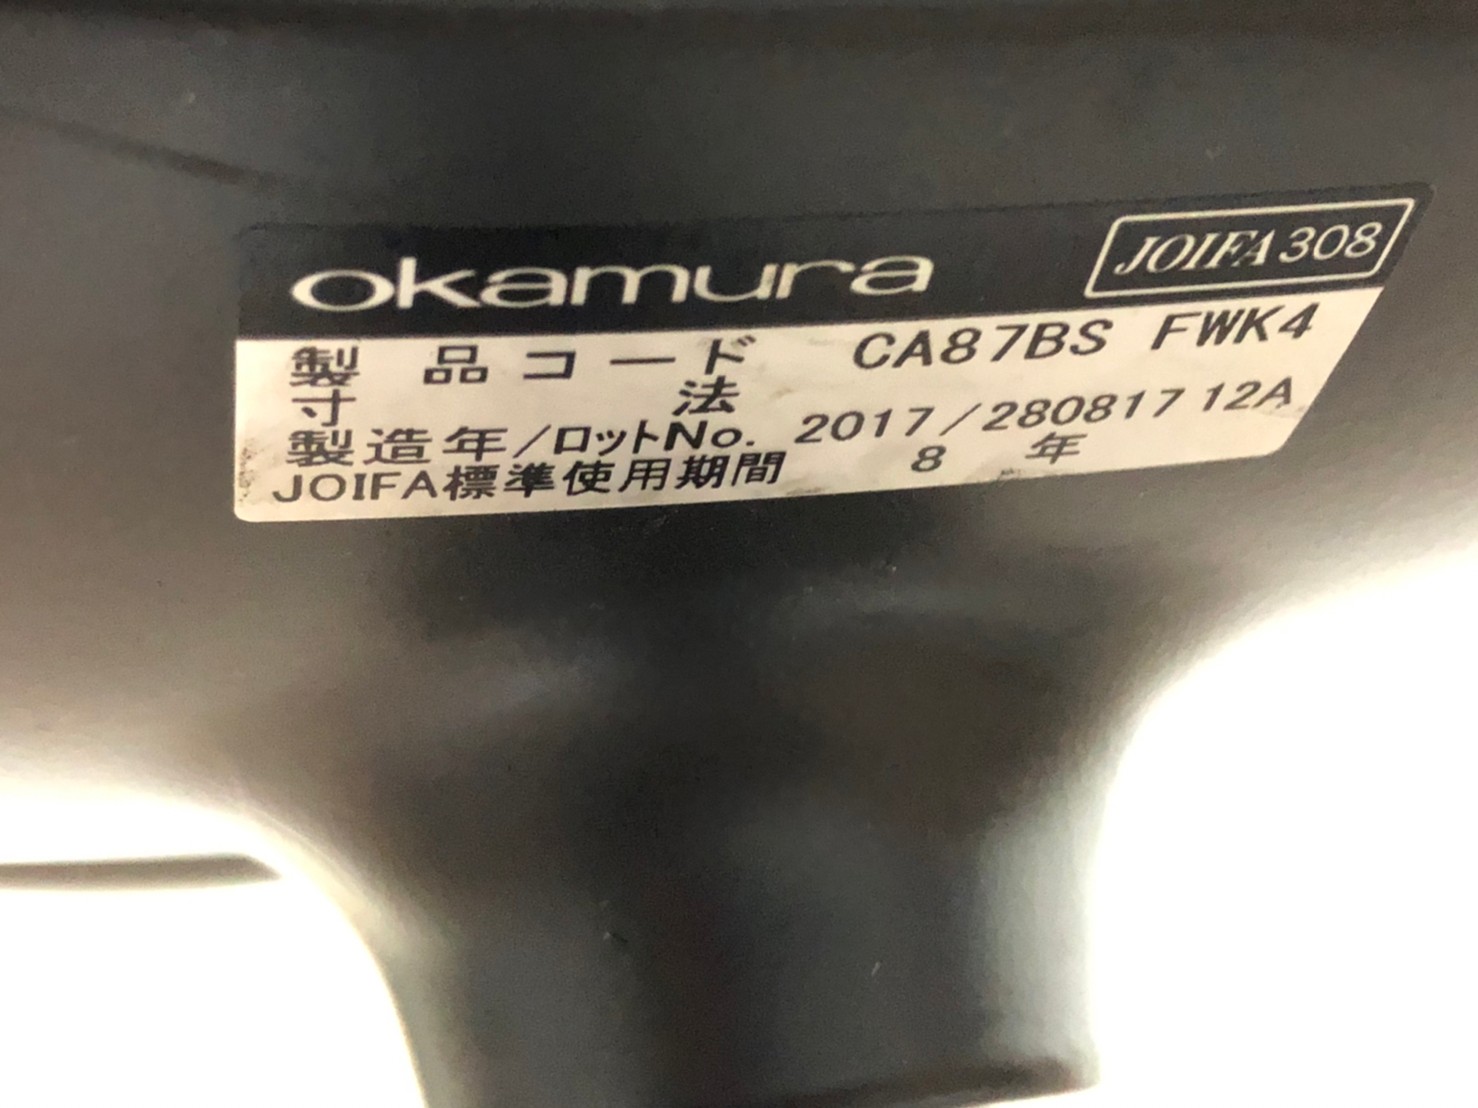 okamura
JOIFA308
製品コード CA87BS FWK4
寸法
製造年/ロットNo. 2017/280817 12A
JOIFA標準使用期間 8 年